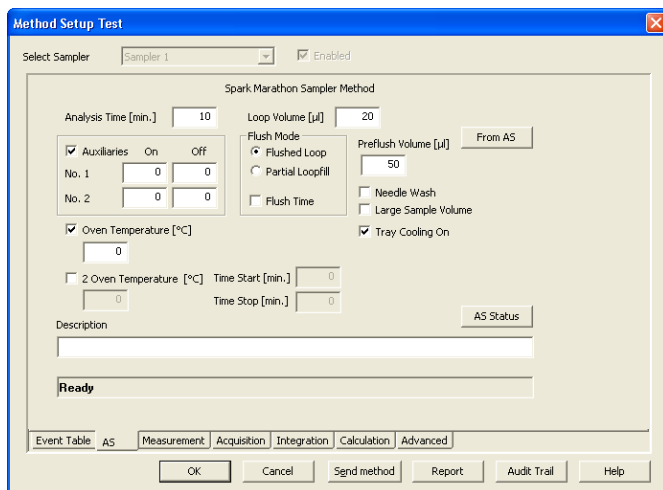 Method Setup Test
Select Sampler Sampler 1 Enabled
Spark Marathon Sampler Method
Analysis Time [min.] 10 Loop Volume [µl] 20
Auxiliaries On Off
No. 1 0 0
No. 2 0 0
Flush Mode
Flushed Loop
Partial Loopfill
Flush Time
Preflush Volume [µl]
50
From AS
Needle Wash
Large Sample Volume
Tray Cooling On
Oven Temperature [°C]
0
2 Oven Temperature [°C] Time Start [min.] 0
0 Time Stop [min.] 0
AS Status
Description
Ready
Event Table AS Measurement Acquisition Integration Calculation Advanced
OK Cancel Send method Report Audit Trail Help